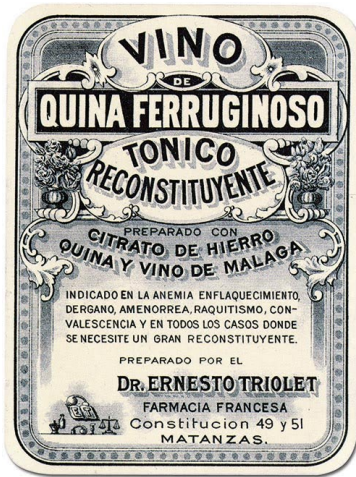 VINO
DE
QUINA FERRUGINOSO
TONICO
RECONSTITUYENTE
PREPARADO CON
CITRATO DE HIERRO
QUINA Y VINO DE MALAGA
INDICADO EN LA ANEMIA ENFLAQUECIMIENTO,
DERGANO, AMENORREA, RAQUITISMO, CON-
VALESCENCIA Y EN TODOS LOS CASOS DONDE
SE NECESITE UN GRAN RECONSTITUYENTE.
PREPARADO POR EL
DR. ERNESTO TRIOLET
FARMACIA FRANCESA
Constitucion 49 y 51
MATANZAS.